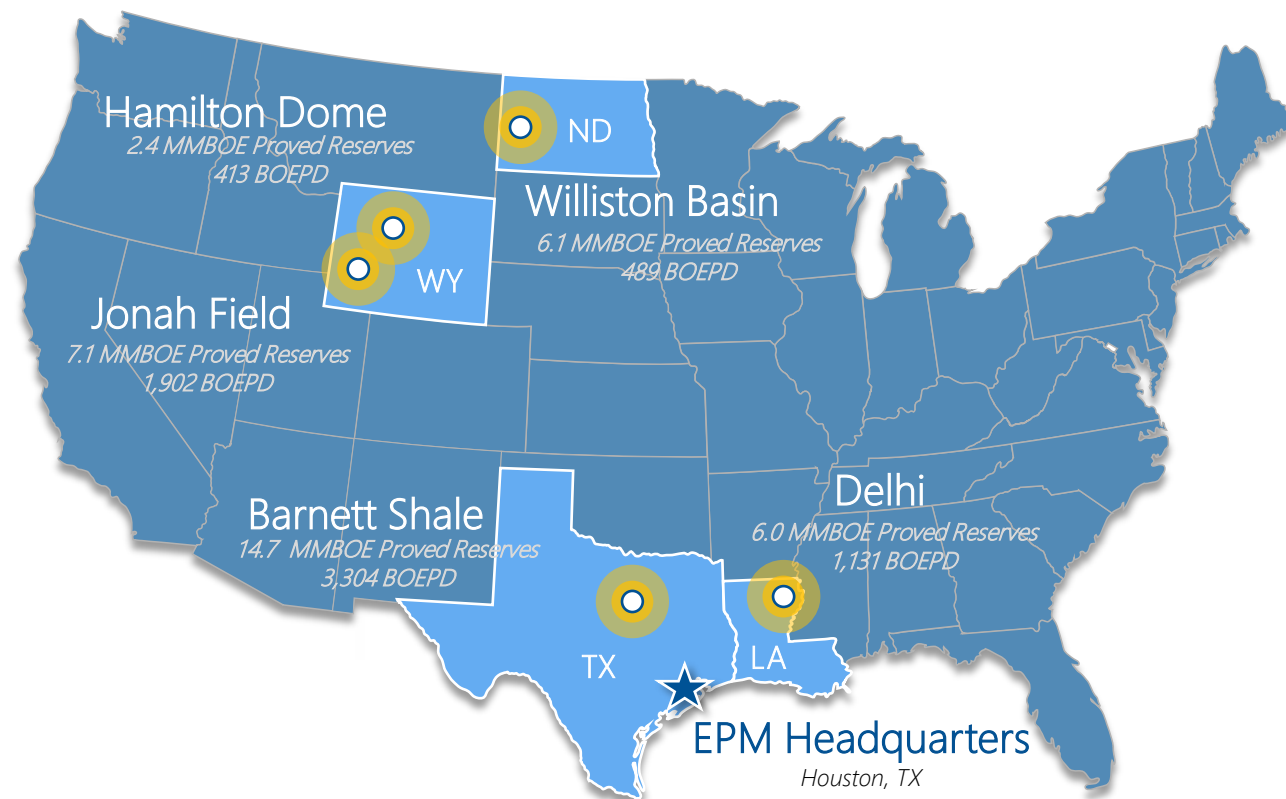 Hamilton Dome
2.4 MMBOE Proved Reserves
413 BOEPD
ND
Williston Basin
6.1 MMBOE Proved Reserves
489 BOEPD
WY
Jonah Field
7.1 MMBOE Proved Reserves
1,902 BOEPD
Barnett Shale
14.7 MMBOE Proved Reserves
3,304 BOEPD
Delhi
6.0 MMBOE Proved Reserves
1,131 BOEPD
TX
LA
EPM Headquarters
Houston, TX